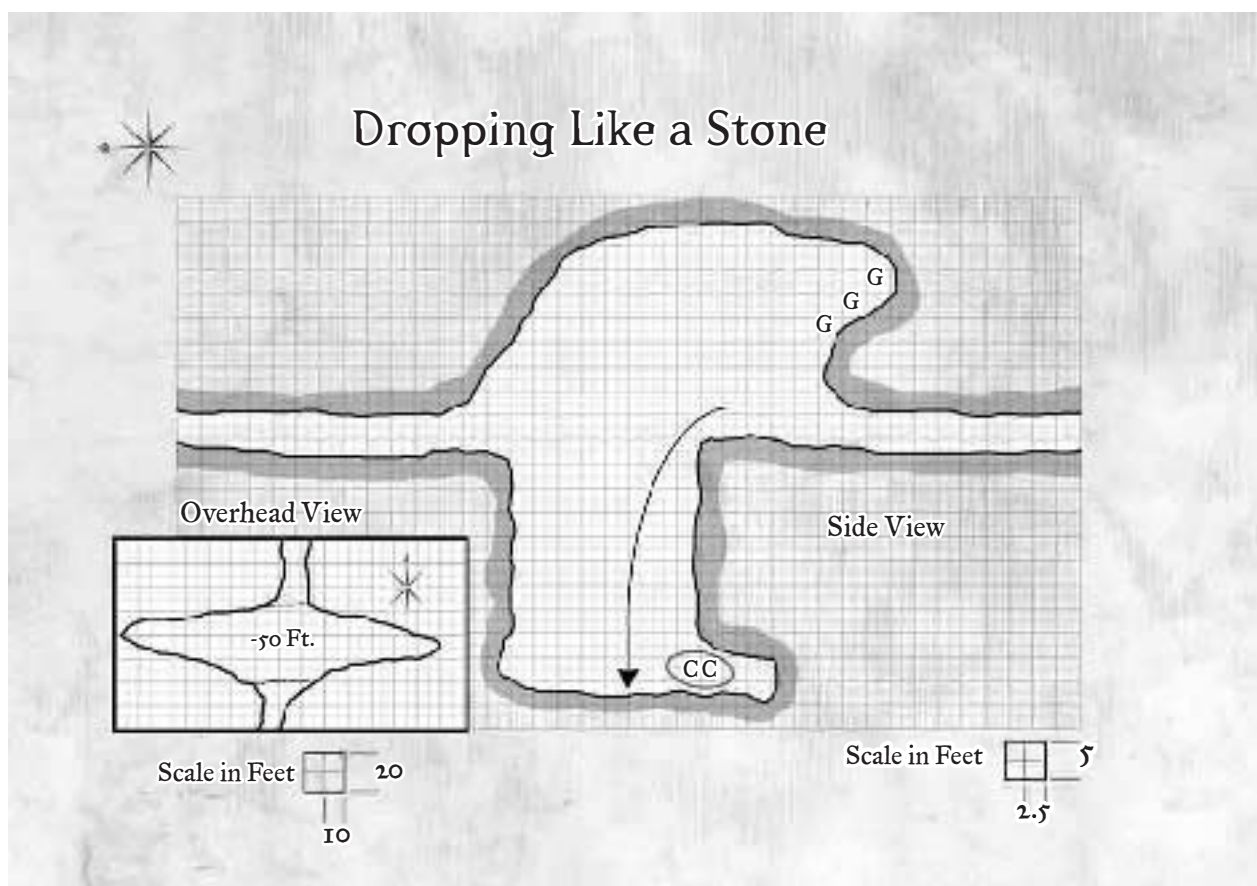 Dropping Like a Stone
G
G
G
Overhead View
Side View
-50 Ft.
CC
Scale in Feet
20
10
Scale in Feet
5
2.5